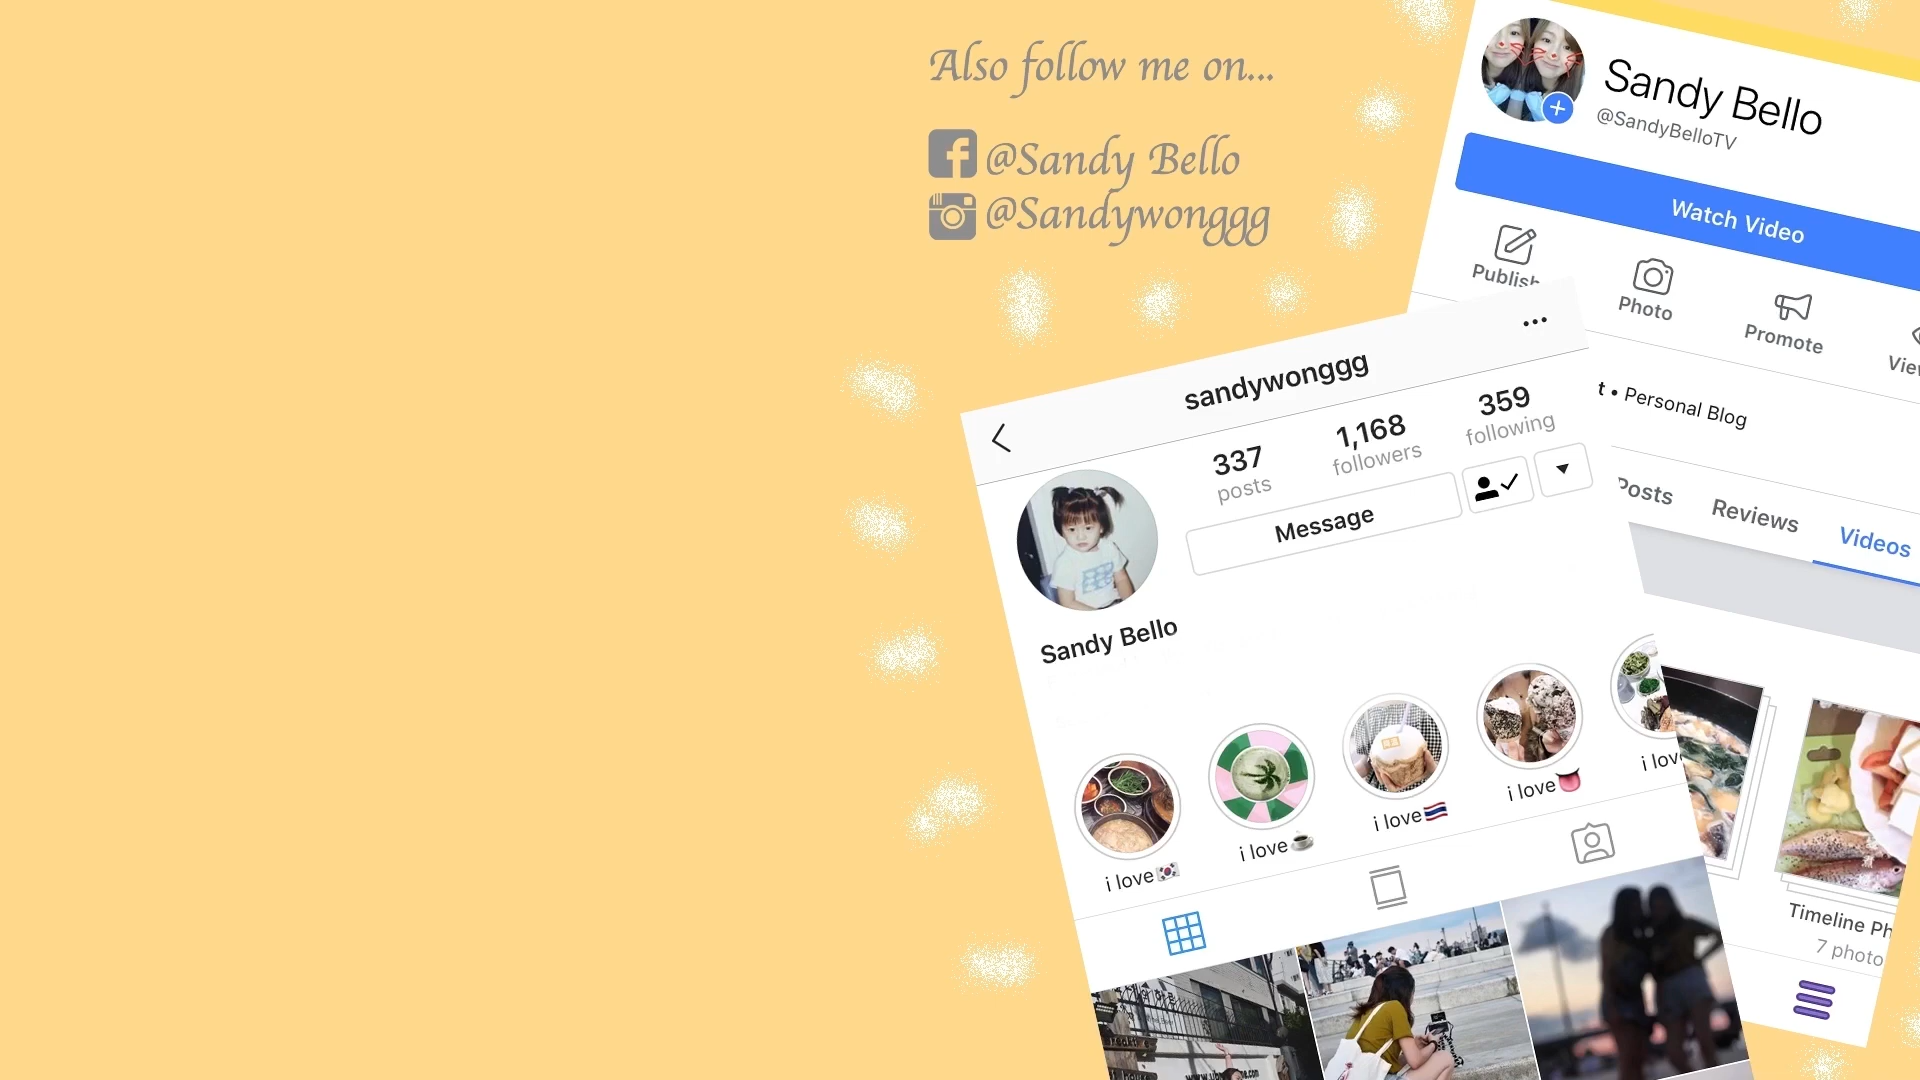 Also follow me on...
@Sandy Bello
@Sandywonggg
Sandy Bello
@SandyBelloTV
Watch Video
Publish
Photo
Promote
View
t • Personal Blog
Posts
Reviews
Videos
Timeline Ph
7 photo
sandywonggg
337
posts
1,168
followers
359
following
Message
Sandy Bello
i love🇰🇷
i love☕
i love🇹🇭
i love👅
i lov